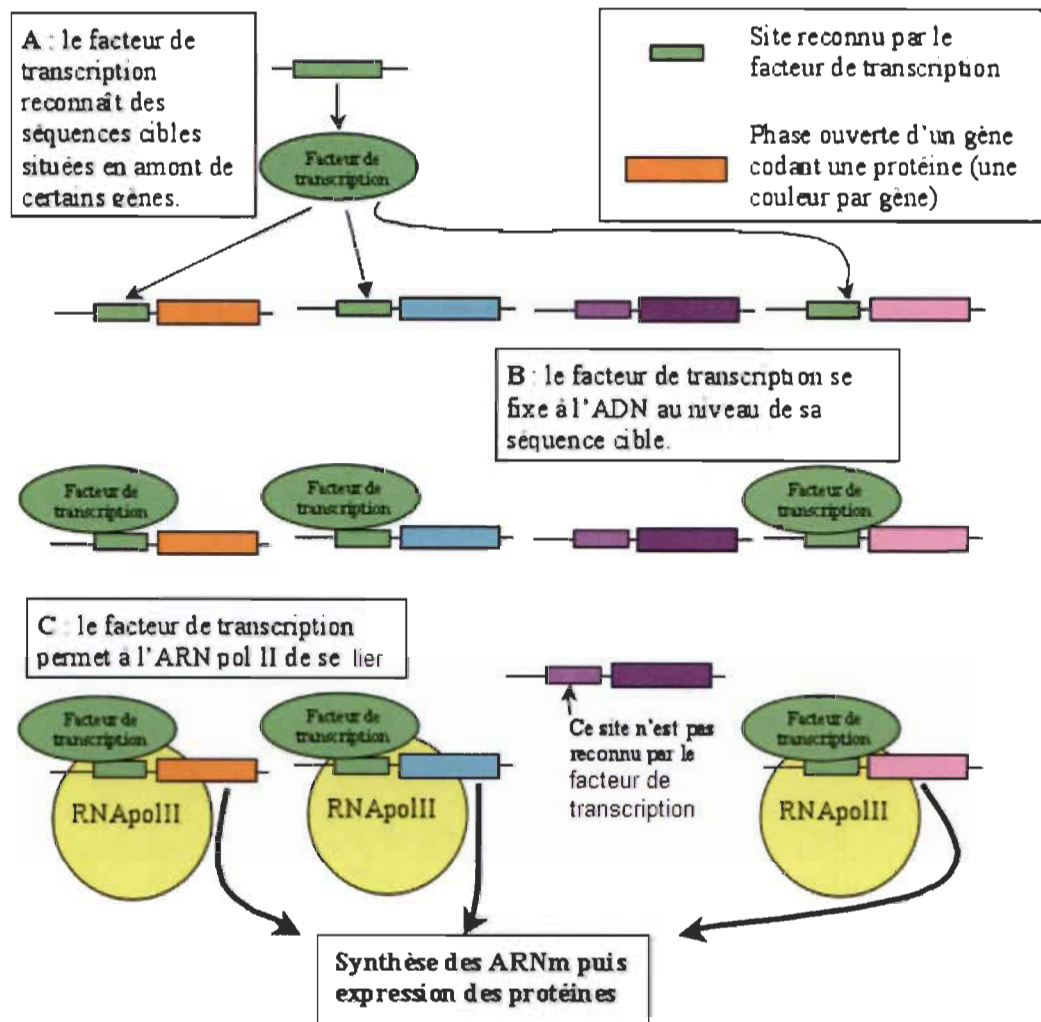 A : le facteur de
transcription
reconnaît des
séquences cibles
situées en amont de
certains gènes.
Facteur de
transcription
Site reconnu par le
facteur de transcription
Phase ouverte d'un gène
codant une protéine (une
couleur par gène)
B : le facteur de transcription se
fixe à l'ADN au niveau de sa
séquence cible.
Facteur de
transcription
Facteur de
transcription
Facteur de
transcription
C : le facteur de transcription
permet à l'ARN pol II de se lier
Facteur de
transcription
RNApolII
Facteur de
transcription
RNApolII
Ce site n'est pas
reconnu par le
facteur de
transcription
Facteur de
transcription
RNApolII
Synthèse des ARNm puis
expression des protéines